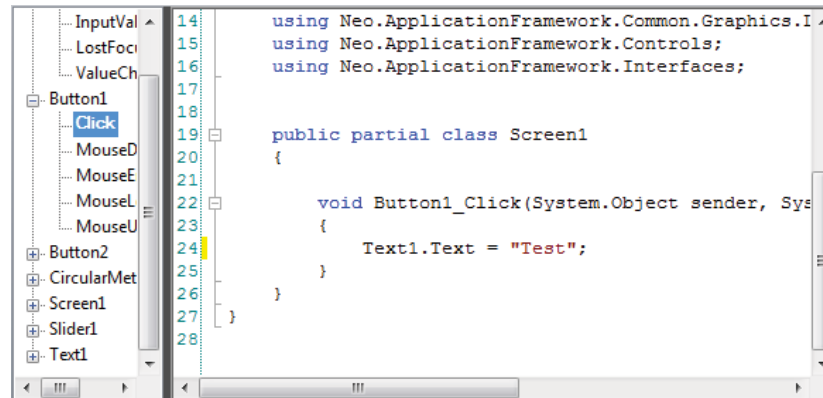 InputVal
LostFocu
ValueCh
Button1
Click
MouseD
MouseE
MouseL
MouseU
Button2
CircularMet
Screen1
Slider1
Text1
14 using Neo.ApplicationFramework.Common.Graphics.
15 using Neo.ApplicationFramework.Controls;
16 using Neo.ApplicationFramework.Interfaces;
17
18
19 public partial class Screen1
20 {
21
22 void Button1_Click(System.Object sender, Sys
23 {
24 Text1.Text = "Test";
25 }
26 }
27 }
28